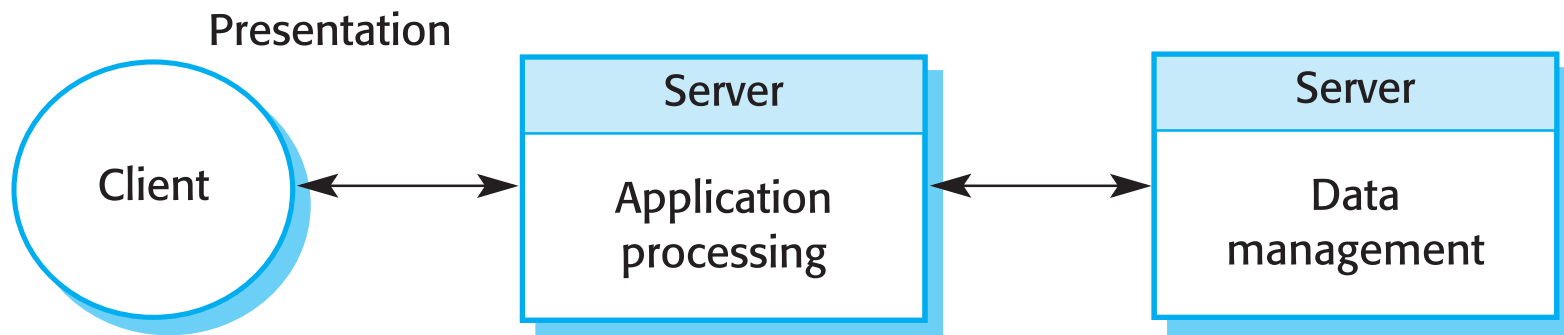 Presentation
Client
Server
Application
processing
Server
Data
management